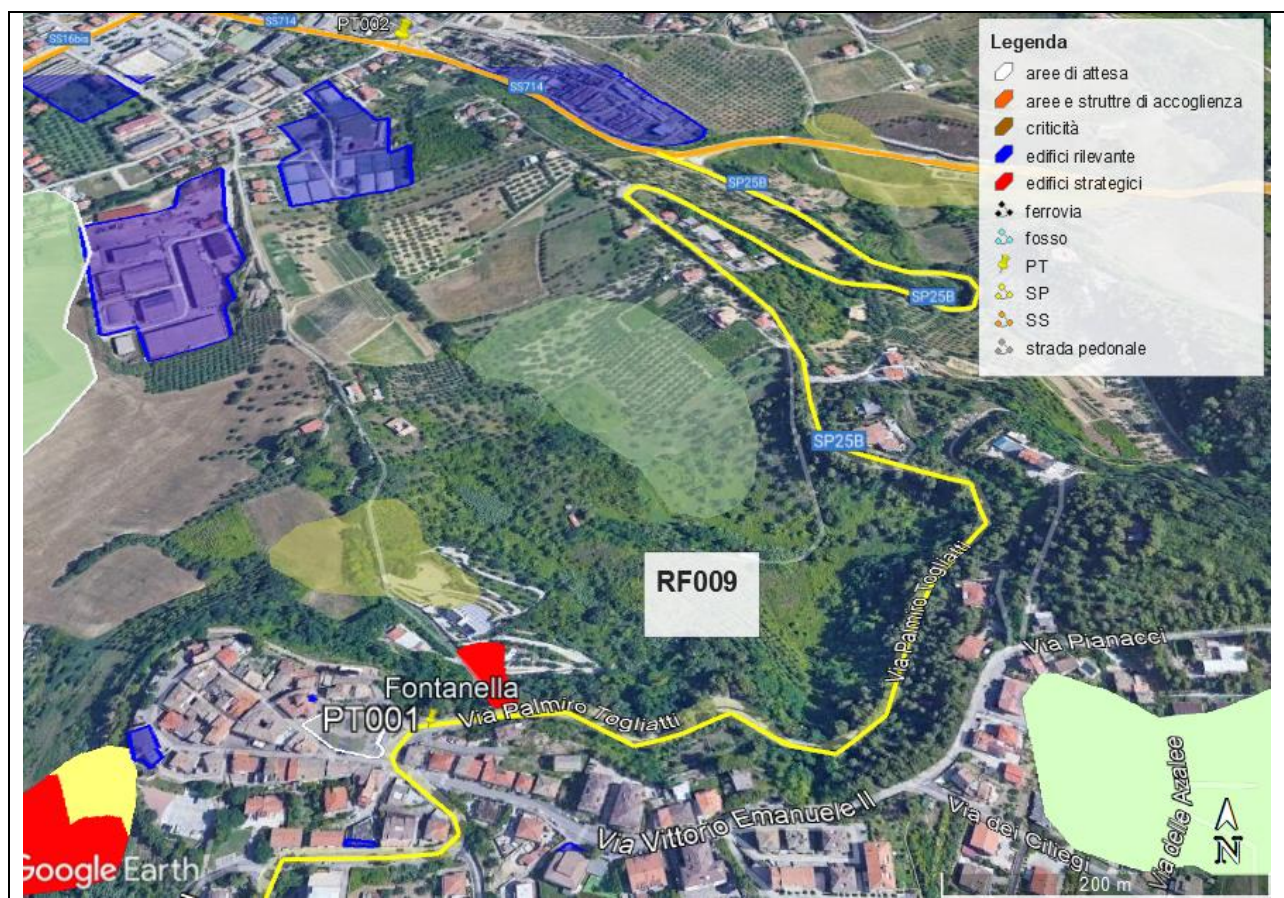 PT002
SS714
SS16bis
SS714
SP25B
SP25B
SP25B
Legenda
aree di attesa
aree e struttre di accoglienza
criticità
edifici rilevante
edifici strategici
ferrovia
fosso
PT
SP
SS
strada pedonale
RF009
Via Palmiro Togliatti
Via Pianacci
Fontanella
PT001
Via Palmiro Togliatti
Via Vittorio Emanuele II
Via dei Ciliegi
Via delle Azalee
N
Google Earth
200 m